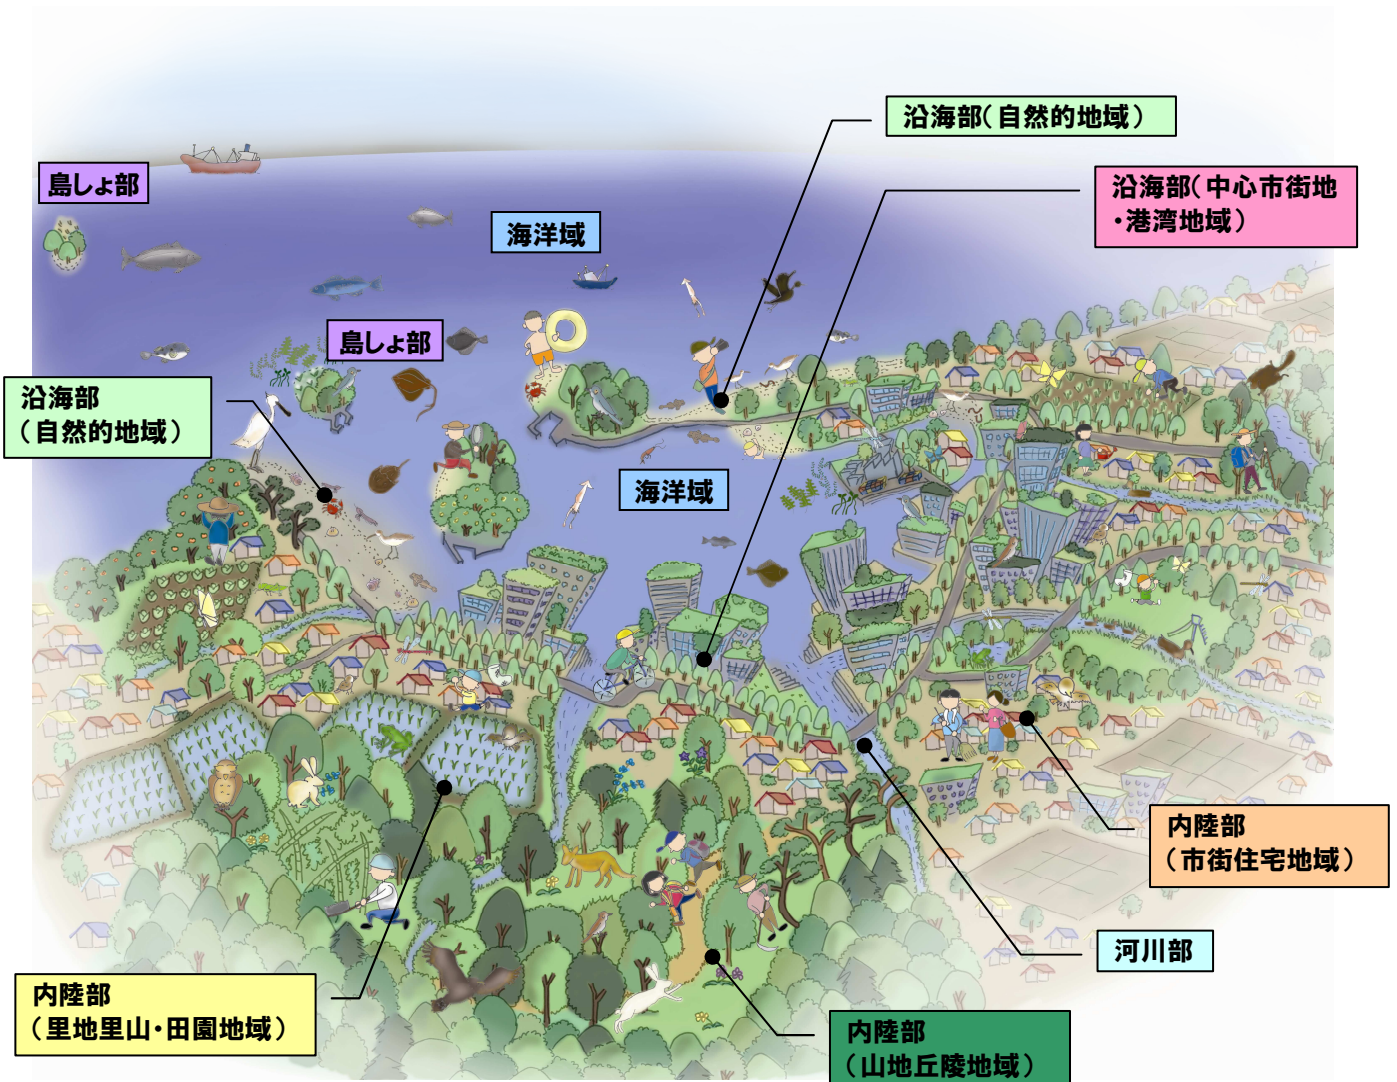 沿海部(自然的地域)
島しょ部
沿海部(中心市街地
・港湾地域)
海洋域
島しょ部
沿海部
(自然的地域)
海洋域
内陸部
(市街住宅地域)
河川部
内陸部
(里地里山・田園地域)
内陸部
(山地丘陵地域)